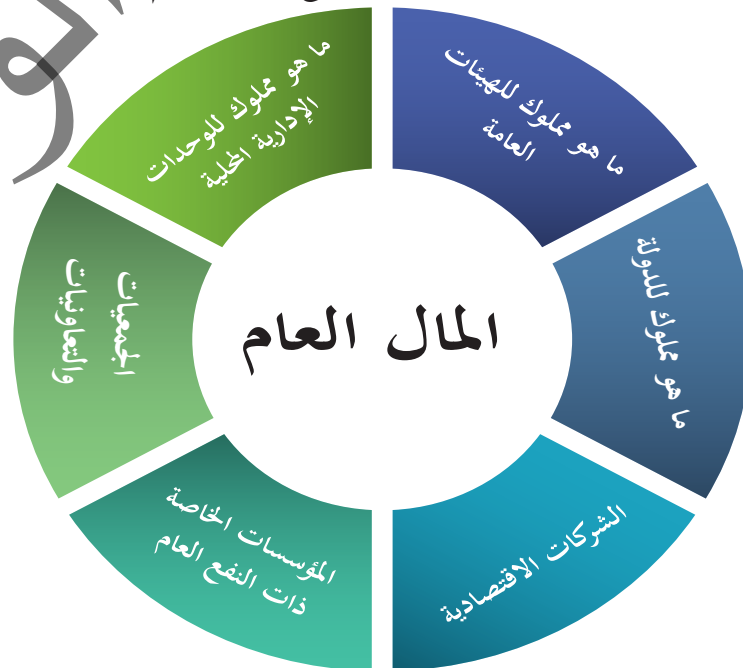 ما هو مملوك للهيئات
العامة
ما هو مملوك للدولة
الشركات الاقتصادية
المؤسسات الخاصة
ذات النفع العام
الجمعيات
والتعاونيات
ما هو مملوك للوحدات
الإدارية المحلية
المال العام